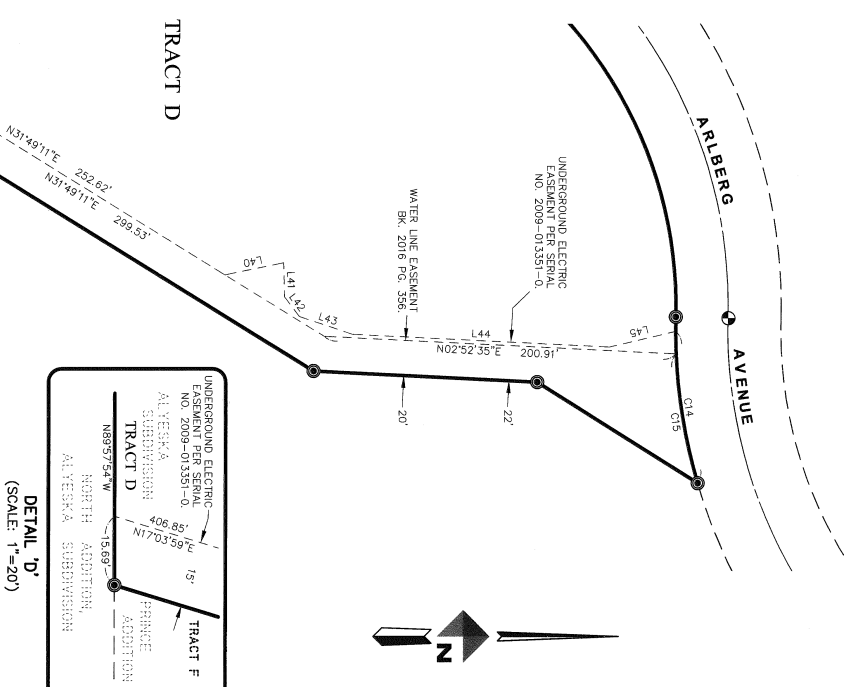 TRACT D
ARLBERG
AVENUE
UNDERGROUND ELECTRIC
EASEMENT PER SERIAL
NO. 2009-013351-0.
WATER LINE EASEMENT
BK. 2016 PG. 356.
N31°49'11"E 252.62'
N31°49'11"E 299.53'
L40
L41
L42
L43
L44
L45
N02°52'35"E 200.91'
C14
C15
20'
22'
N
UNDERGROUND ELECTRIC
EASEMENT PER SERIAL
NO. 2009-013351-0.
ALYESKA
SUBDIVISION
TRACT D
N89°57'54"W
406.85'
N17°03'59"E
15.69'
15'
TRACT F
PRINCE
ADDITION
NORTH ADDITION,
ALYESKA SUBDIVISION
DETAIL 'D'
(SCALE: 1"=20')